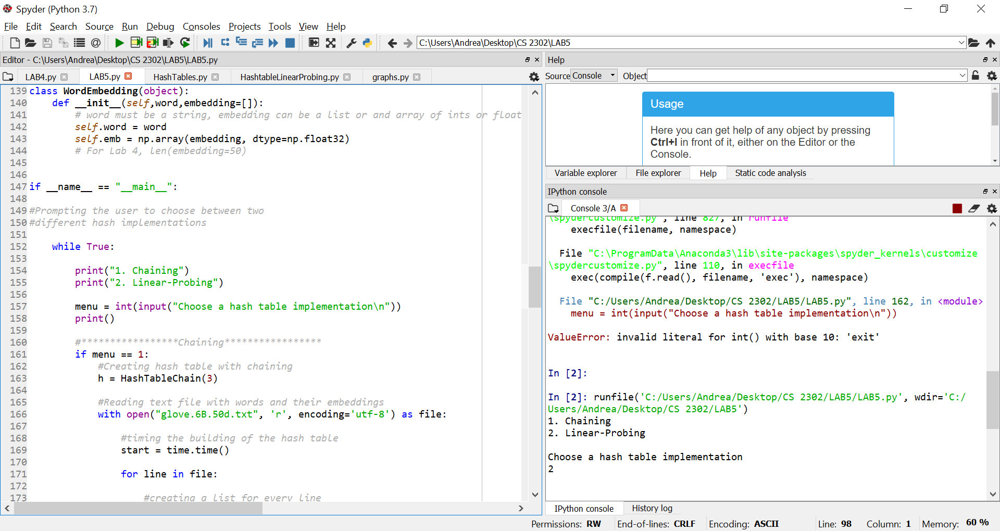 Spyder (Python 3.7)
File Edit Search Source Run Debug Consoles Projects Tools View Help
C:\Users\Andrea\Desktop\CS 2302\LAB5
Editor - C:\Users\Andrea\Desktop\CS 2302\LAB5\LAB5.py
LAB4.py LAB5.py HashTables.py HashtableLinearProbing.py graphs.py
139 class WordEmbedding(object):
140 def __init__(self,word,embedding=[]):
141 # word must be a string, embedding can be a list or and array of ints or float
142 self.word = word
143 self.emb = np.array(embedding, dtype=np.float32)
144 # For Lab 4, len(embedding=50)
145
146
147 if __name__ == "__main__":
148
149 #Prompting the user to choose between two
150 #different hash implementations
151
152 while True:
153
154 print("1. Chaining")
155 print("2. Linear-Probing")
156
157 menu = int(input("Choose a hash table implementation\n"))
158 print()
159
160 #*****************Chaining*****************
161 if menu == 1:
162 #Creating hash table with chaining
163 h = HashTableChain(3)
164
165 #Reading text file with words and their embeddings
166 with open("glove.6B.50d.txt", 'r', encoding='utf-8') as file:
167
168 #timing the building of the hash table
169 start = time.time()
170
171 for line in file:
172
173 #creating a list for every line
Help
Source Console Object
Usage
Here you can get help of any object by pressing
Ctrl+I in front of it, either on the Editor or the
Console.
Variable explorer File explorer Help Static code analysis
IPython console
Console 3/A
\spydercustomize.py", line 827, in runfile
execfile(filename, namespace)
File "C:\ProgramData\Anaconda3\lib\site-packages\spyder_kernels\customize
\spydercustomize.py", line 110, in execfile
exec(compile(f.read(), filename, 'exec'), namespace)
File "C:/Users/Andrea/Desktop/CS 2302/LAB5/LAB5.py", line 162, in <module>
menu = int(input("Choose a hash table implementation\n"))
ValueError: invalid literal for int() with base 10: 'exit'
In [2]:
In [2]: runfile('C:/Users/Andrea/Desktop/CS 2302/LAB5/LAB5.py', wdir='C:/
Users/Andrea/Desktop/CS 2302/LAB5')
1. Chaining
2. Linear-Probing
Choose a hash table implementation
2
IPython console History log
Permissions: RW End-of-lines: CRLF Encoding: ASCII Line: 98 Column: 1 Memory: 60 %